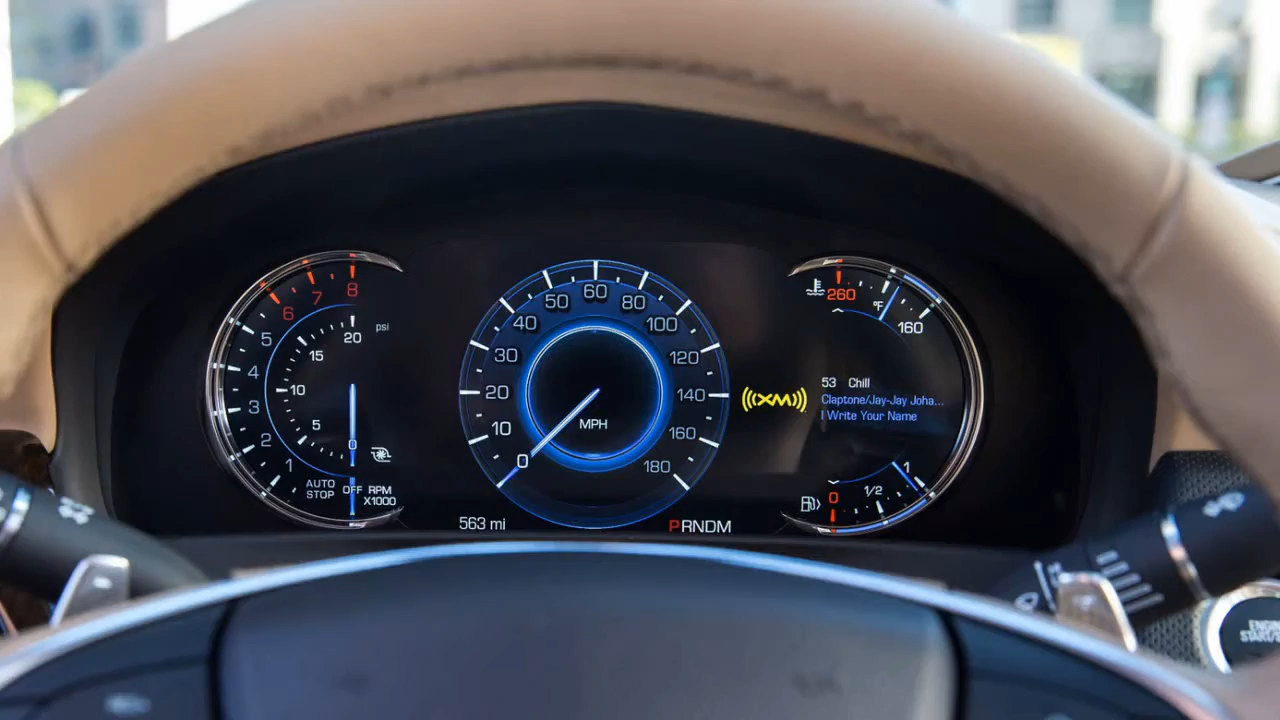 8
7
6
5
4
3
2
1
AUTO
STOP
OFF
RPM
X1000
psi
20
15
10
5
0
0
10
20
30
40
50
60
80
100
120
140
160
180
MPH
563 mi
PRNDM
260
°F
160
((XM))
53 Chill
Claptone/Jay-Jay Joha...
I Write Your Name
0
1/2
1
ENGINE
START/S